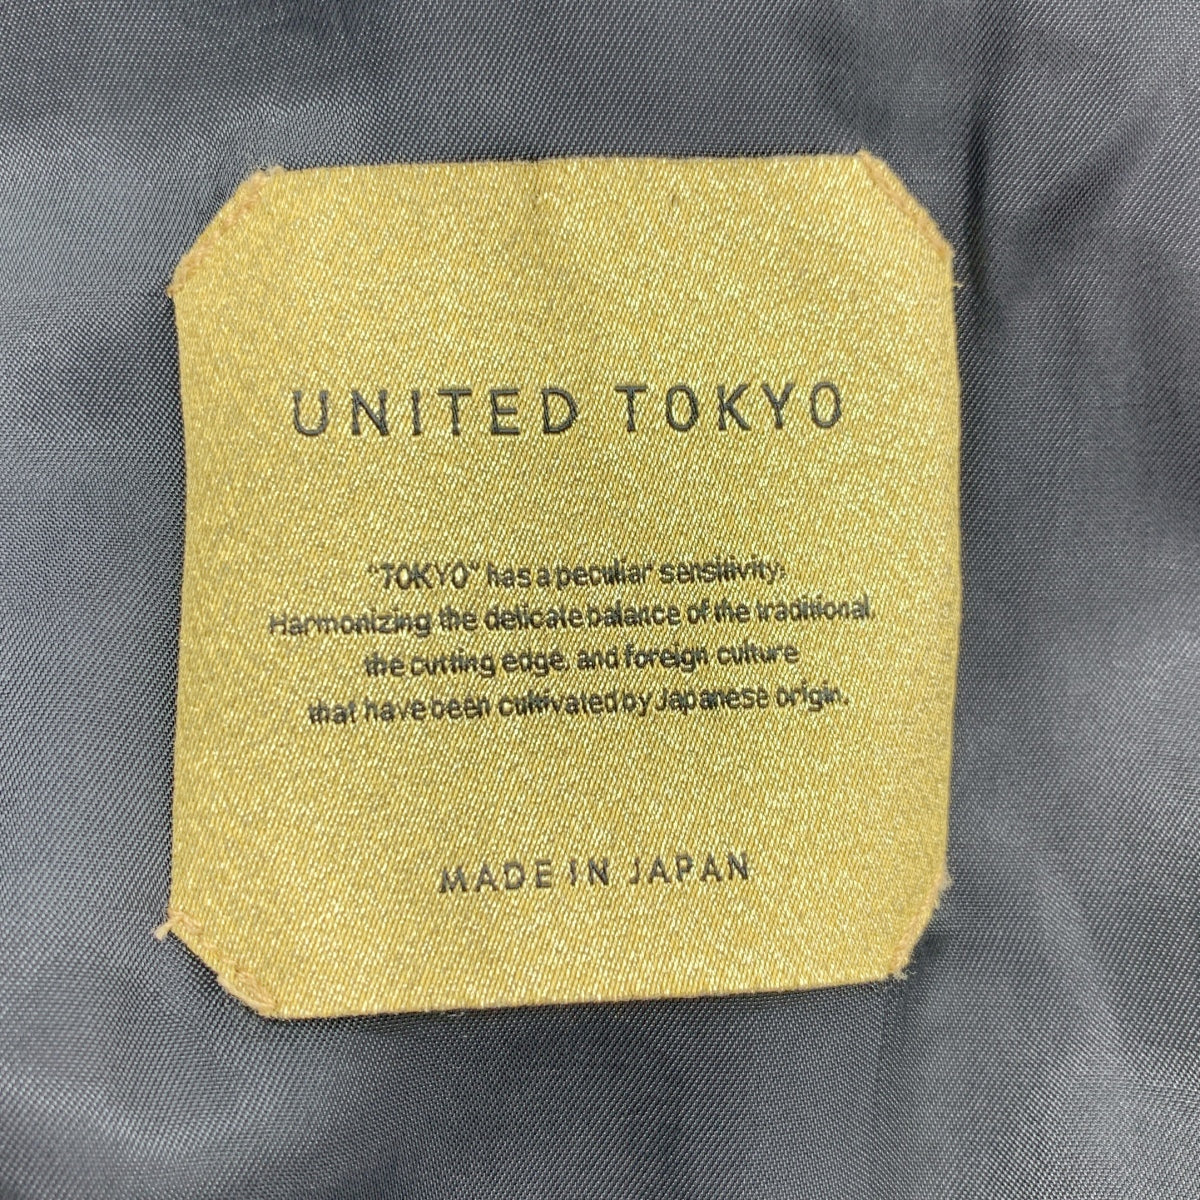 UNITED TOKYO
"TOKYO" has a peculiar sensitivity;
Harmonizing the delicate balance of the traditional,
the cutting edge, and foreign culture
that have been cultivated by Japanese origin.
MADE IN JAPAN